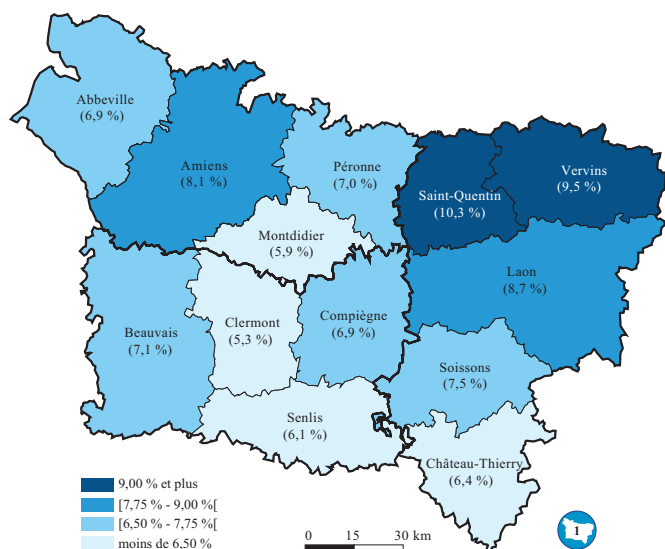 Abbeville
(6,9 %)
Amiens
(8,1 %)
Péronne
(7,0 %)
Saint-Quentin
(10,3 %)
Vervins
(9,5 %)
Montdidier
(5,9 %)
Laon
(8,7 %)
Beauvais
(7,1 %)
Clermont
(5,3 %)
Compiègne
(6,9 %)
Soissons
(7,5 %)
Senlis
(6,1 %)
Château-Thierry
(6,4 %)
9,00 % et plus
[7,75 % - 9,00 %[
[6,50 % - 7,75 %[
moins de 6,50 %
0 15 30 km
1